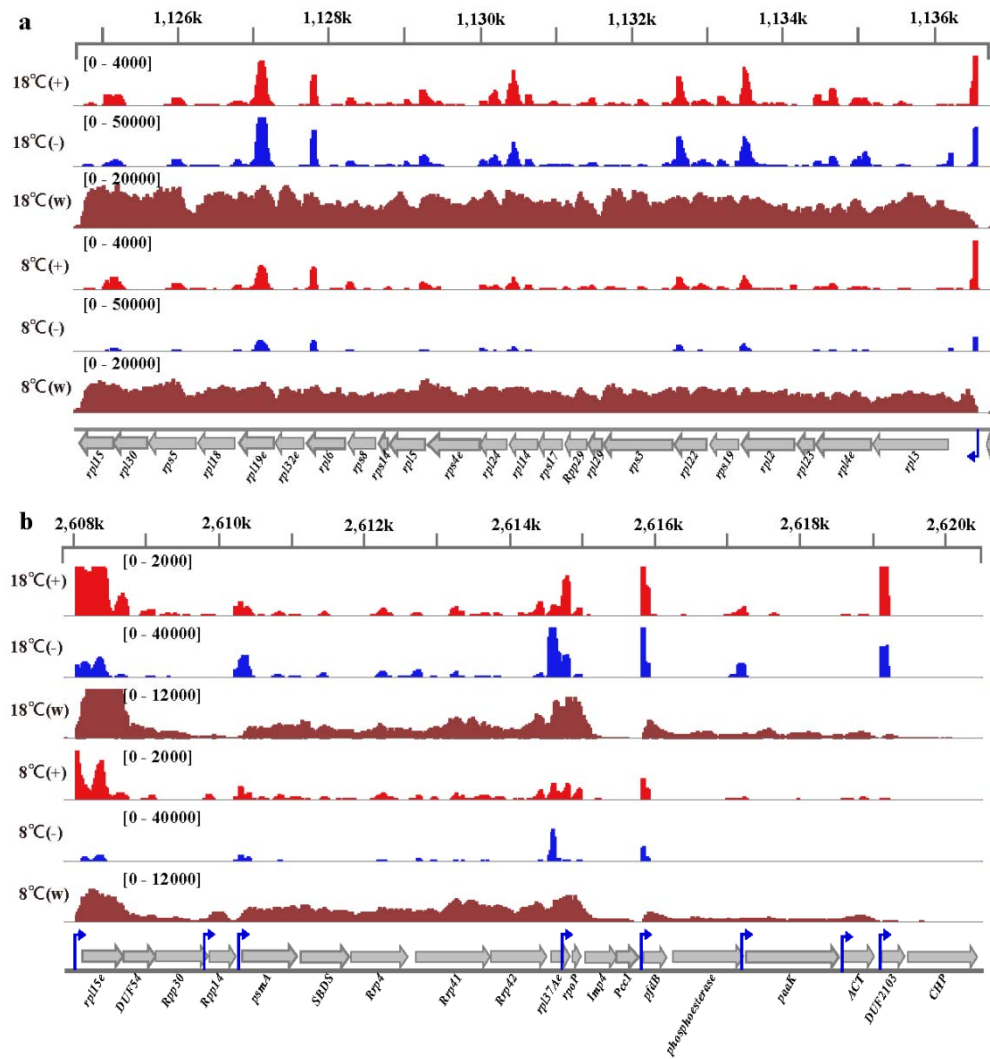 a
1,126k 1,128k 1,130k 1,132k 1,134k 1,136k
18℃(+) [0 - 4000]
18℃(-) [0 - 50000]
18℃(w) [0 - 20000]
8℃(+) [0 - 4000]
8℃(-) [0 - 50000]
8℃(w) [0 - 20000]
rpl15 rpl30 rps5 rpl18 rpl19e rpl32e rpl6 rps8 rps14 rpl5 rps4e rpl24 rpl14 rps17 Rpp29 rpl29 rps3 rpl22 rps19 rpl2 rpl23 rpl4e rpl3
b
2,608k 2,610k 2,612k 2,614k 2,616k 2,618k 2,620k
18℃(+) [0 - 2000]
18℃(-) [0 - 40000]
18℃(w) [0 - 12000]
8℃(+) [0 - 2000]
8℃(-) [0 - 40000]
8℃(w) [0 - 12000]
rpl15e DUF54 Rpp30 Rpp14 psmA SBDS Rrp4 Rrp41 Rrp42 rpl37Ae rpoP Imp4 Pcc1 pfdB phosphoesterase paaK ACT DUF2103 CHP